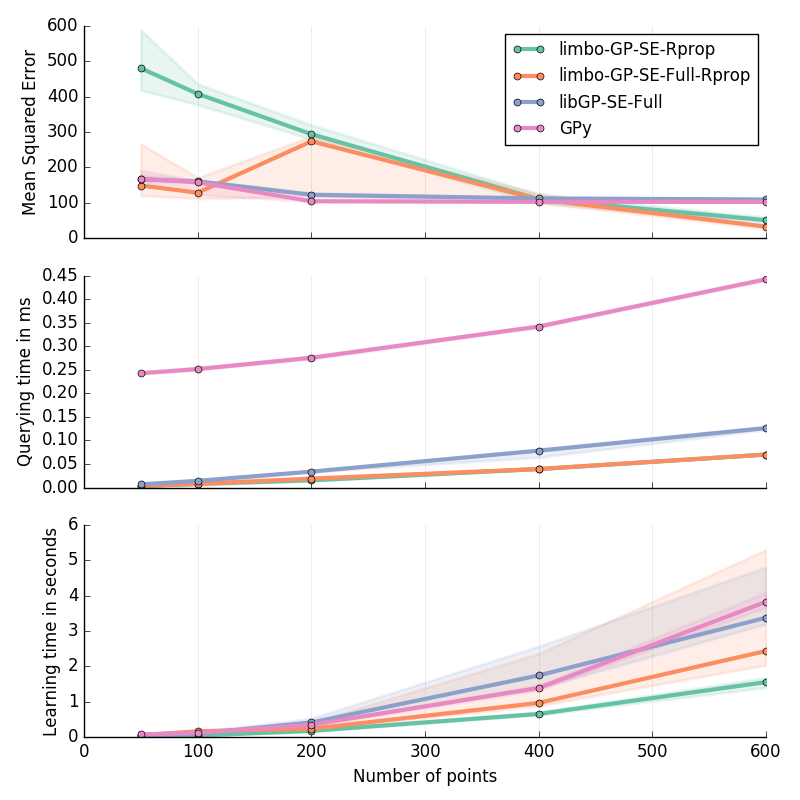 Mean Squared Error
600
500
400
300
200
100
0
limbo-GP-SE-Rprop
limbo-GP-SE-Full-Rprop
libGP-SE-Full
GPy
Querying time in ms
0.45
0.40
0.35
0.30
0.25
0.20
0.15
0.10
0.05
0.00
Learning time in seconds
6
5
4
3
2
1
0
0 100 200 300 400 500 600
Number of points